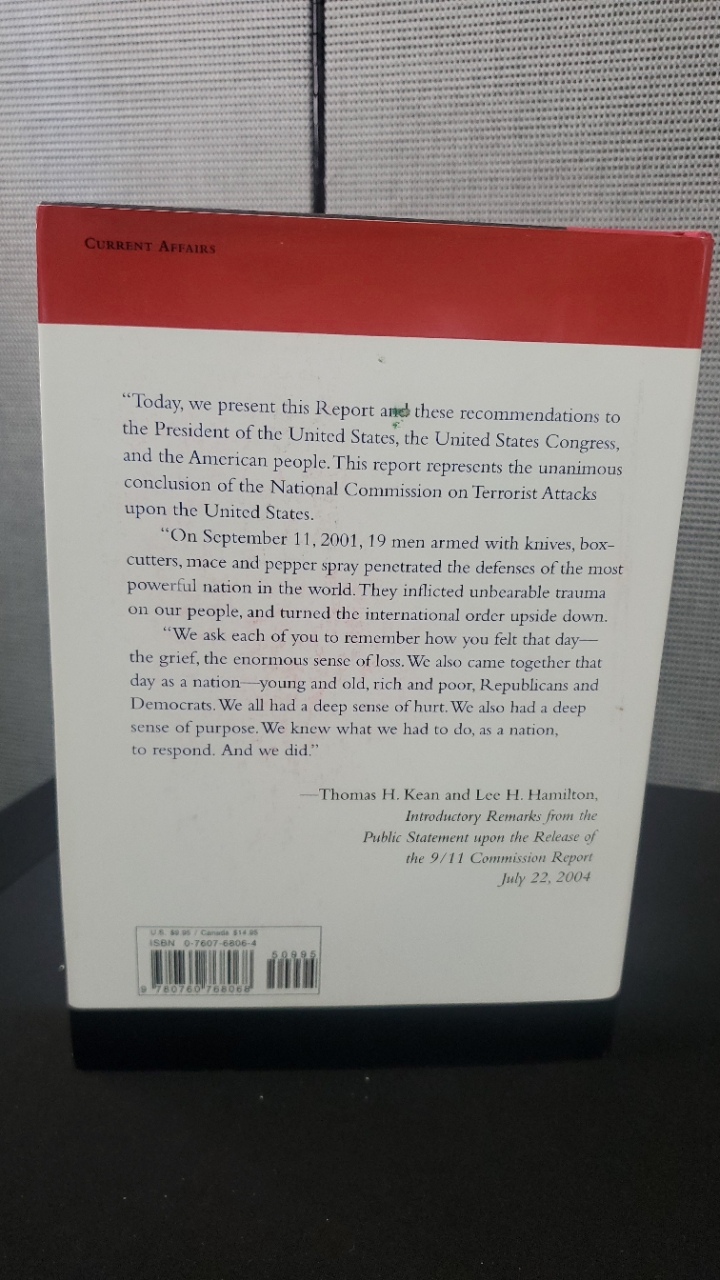 CURRENT AFFAIRS
“Today, we present this Report and these recommendations to
the President of the United States, the United States Congress,
and the American people. This report represents the unanimous
conclusion of the National Commission on Terrorist Attacks
upon the United States.
“On September 11, 2001, 19 men armed with knives, box-
cutters, mace and pepper spray penetrated the defenses of the most
powerful nation in the world. They inflicted unbearable trauma
on our people, and turned the international order upside down.
“We ask each of you to remember how you felt that day—
the grief, the enormous sense of loss. We also came together that
day as a nation—young and old, rich and poor, Republicans and
Democrats. We all had a deep sense of hurt. We also had a deep
sense of purpose. We knew what we had to do, as a nation,
to respond. And we did.”
—Thomas H. Kean and Lee H. Hamilton,
Introductory Remarks from the
Public Statement upon the Release of
the 9/11 Commission Report
July 22, 2004
U.S. $9.95 / Canada $14.95
ISBN 0-7607-6806-4
50995
9 780760 768068